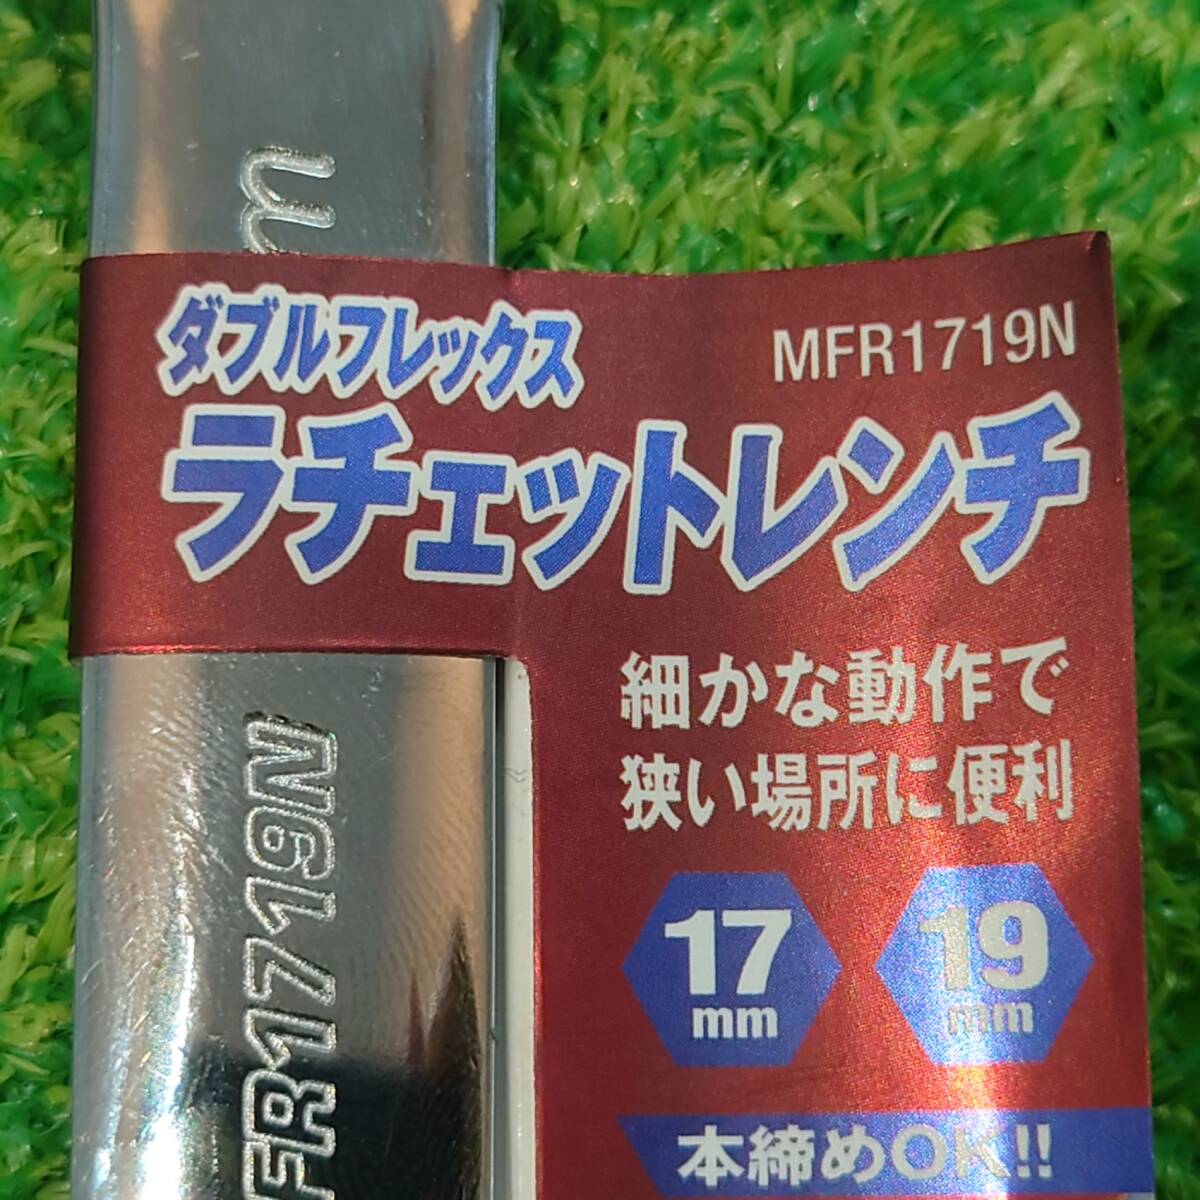 m
ダブルフレックス
MFR1719N
ラチェットレンチ
細かな動作で
狭い場所に便利
17
mm
19
mm
本締めOK!!
FR1719N